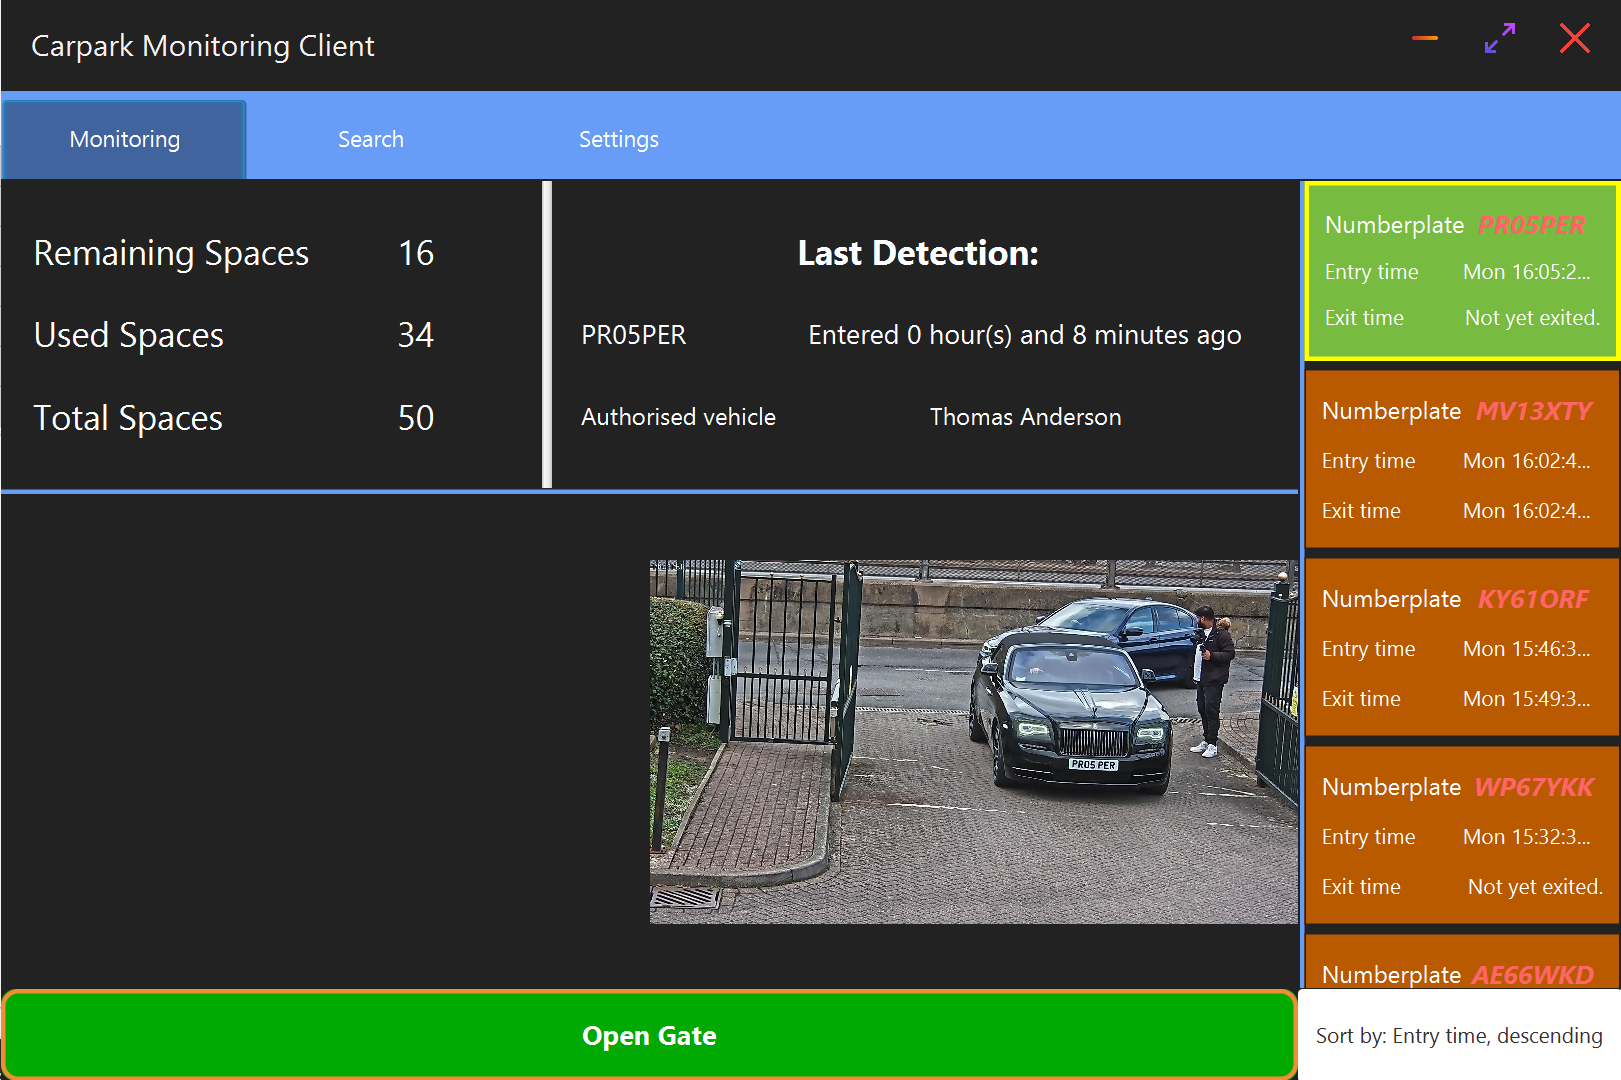 Carpark Monitoring Client
Monitoring
Search
Settings
Remaining Spaces 16
Used Spaces 34
Total Spaces 50
Last Detection:
PR05PER Entered 0 hour(s) and 8 minutes ago
Authorised vehicle Thomas Anderson
PR05 PER
Open Gate
Numberplate PR05PER
Entry time Mon 16:05:2...
Exit time Not yet exited.
Numberplate MV13XTY
Entry time Mon 16:02:4...
Exit time Mon 16:02:4...
Numberplate KY61ORF
Entry time Mon 15:46:3...
Exit time Mon 15:49:3...
Numberplate WP67YKK
Entry time Mon 15:32:3...
Exit time Not yet exited.
Numberplate AE66WKD
Sort by: Entry time, descending